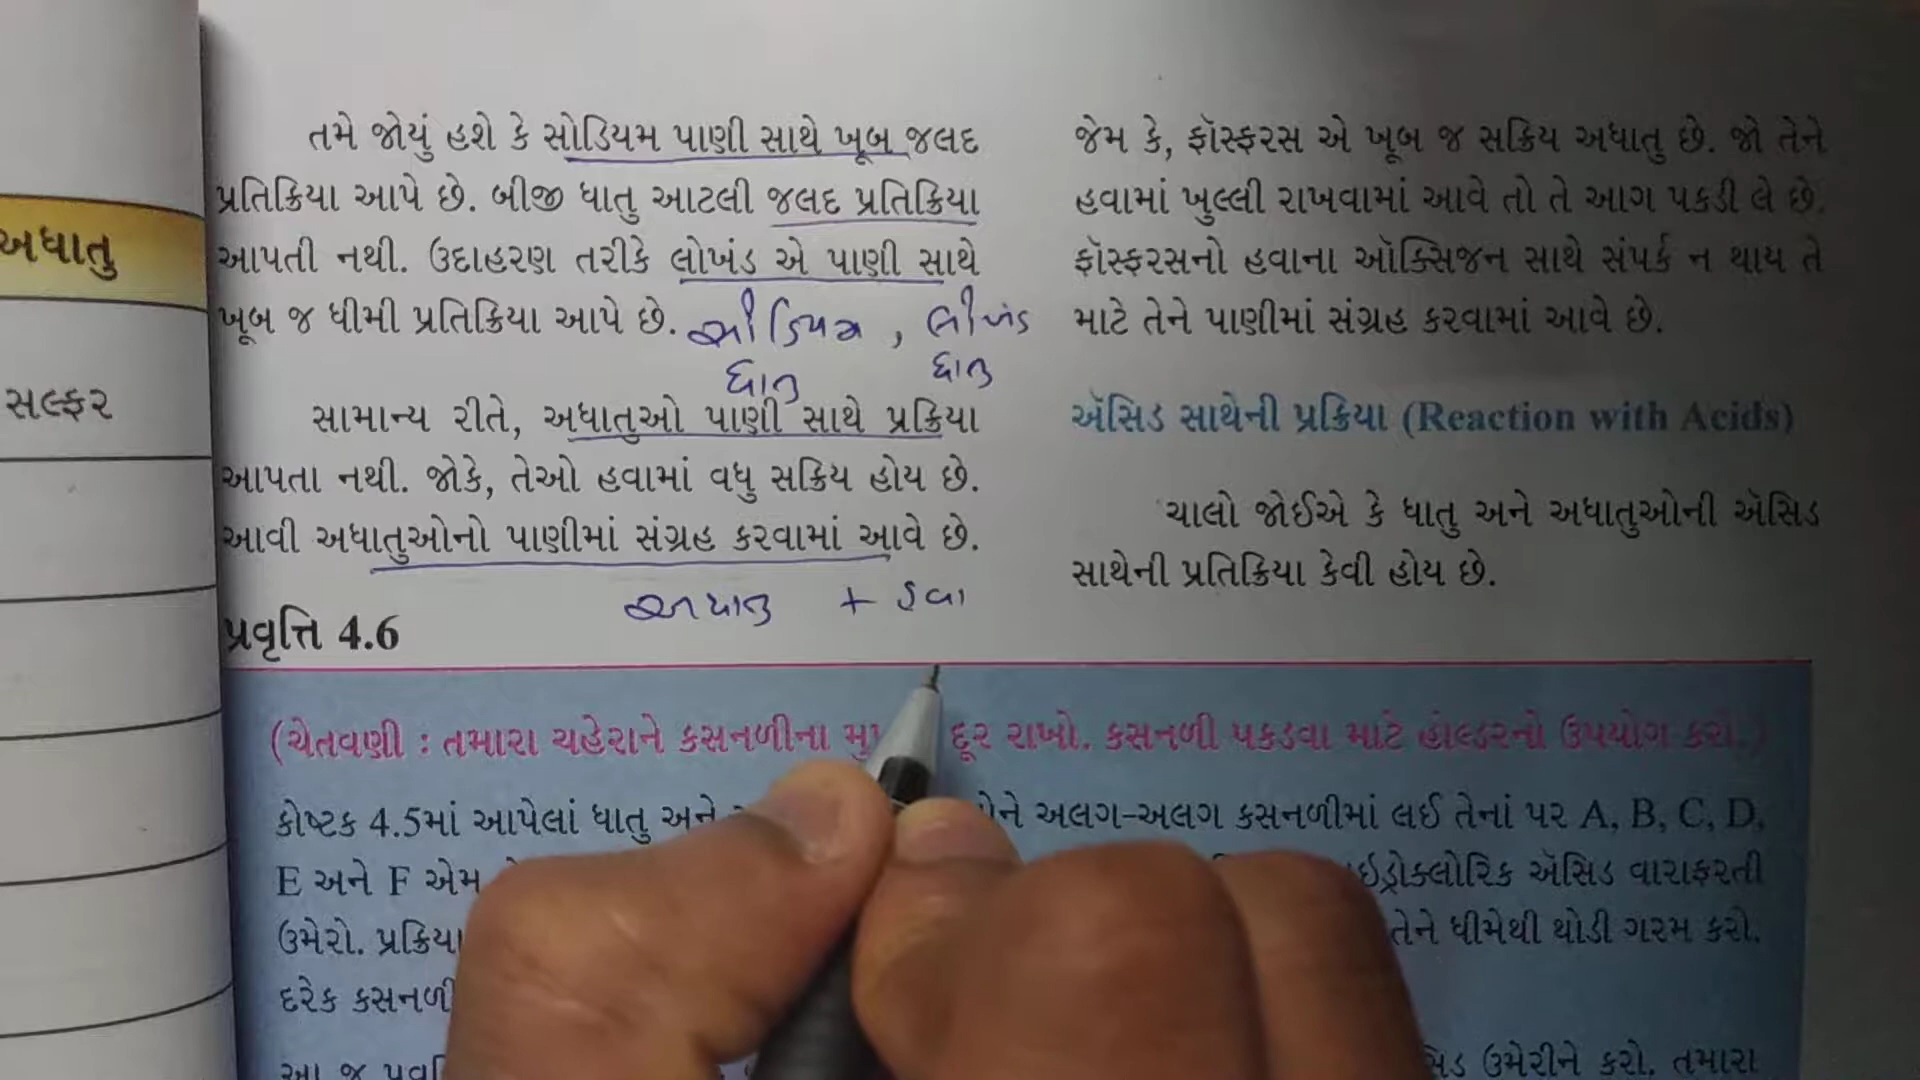 અધાતુ
સલ્ફર
તમે જોયું હશે કે સોડિયમ પાણી સાથે ખૂબ જલદ
પ્રતિક્રિયા આપે છે. બીજી ધાતુ આટલી જલદ પ્રતિક્રિયા
આપતી નથી. ઉદાહરણ તરીકે લોખંડ એ પાણી સાથે
ખૂબ જ ધીમી પ્રતિક્રિયા આપે છે. સોડિયમ , લોખંડ
ધાતુ ધાતુ
સામાન્ય રીતે, અધાતુઓ પાણી સાથે પ્રક્રિયા
આપતા નથી. જોકે, તેઓ હવામાં વધુ સક્રિય હોય છે.
આવી અધાતુઓનો પાણીમાં સંગ્રહ કરવામાં આવે છે.
અધાતુ + હવા
જેમ કે, ફૉસ્ફરસ એ ખૂબ જ સક્રિય અધાતુ છે. જો તેને
હવામાં ખુલ્લી રાખવામાં આવે તો તે આગ પકડી લે છે.
ફૉસ્ફરસનો હવાના ઑક્સિજન સાથે સંપર્ક ન થાય તે
માટે તેને પાણીમાં સંગ્રહ કરવામાં આવે છે.
ઍસિડ સાથેની પ્રક્રિયા (Reaction with Acids)
ચાલો જોઈએ કે ધાતુ અને અધાતુઓની ઍસિડ
સાથેની પ્રતિક્રિયા કેવી હોય છે.
પ્રવૃત્તિ 4.6
(ચેતવણી : તમારા ચહેરાને કસનળીના દૂર રાખો. કસનળી પકડવા માટે હોલ્ડરનો ઉપયોગ કરો.)
કોષ્ટક 4.5માં આપેલાં ધાતુ અને અલગ-અલગ કસનળીમાં લઈ તેનાં પર A, B, C, D,
E અને F એમ ઍસિડ વારાફરતી
ઉમેરો. પ્રક્રિયા તેને ધીમેથી થોડી ગરમ કરો.
દરેક કસનળી
આ જ ઉમેરીને કરો. તમારા